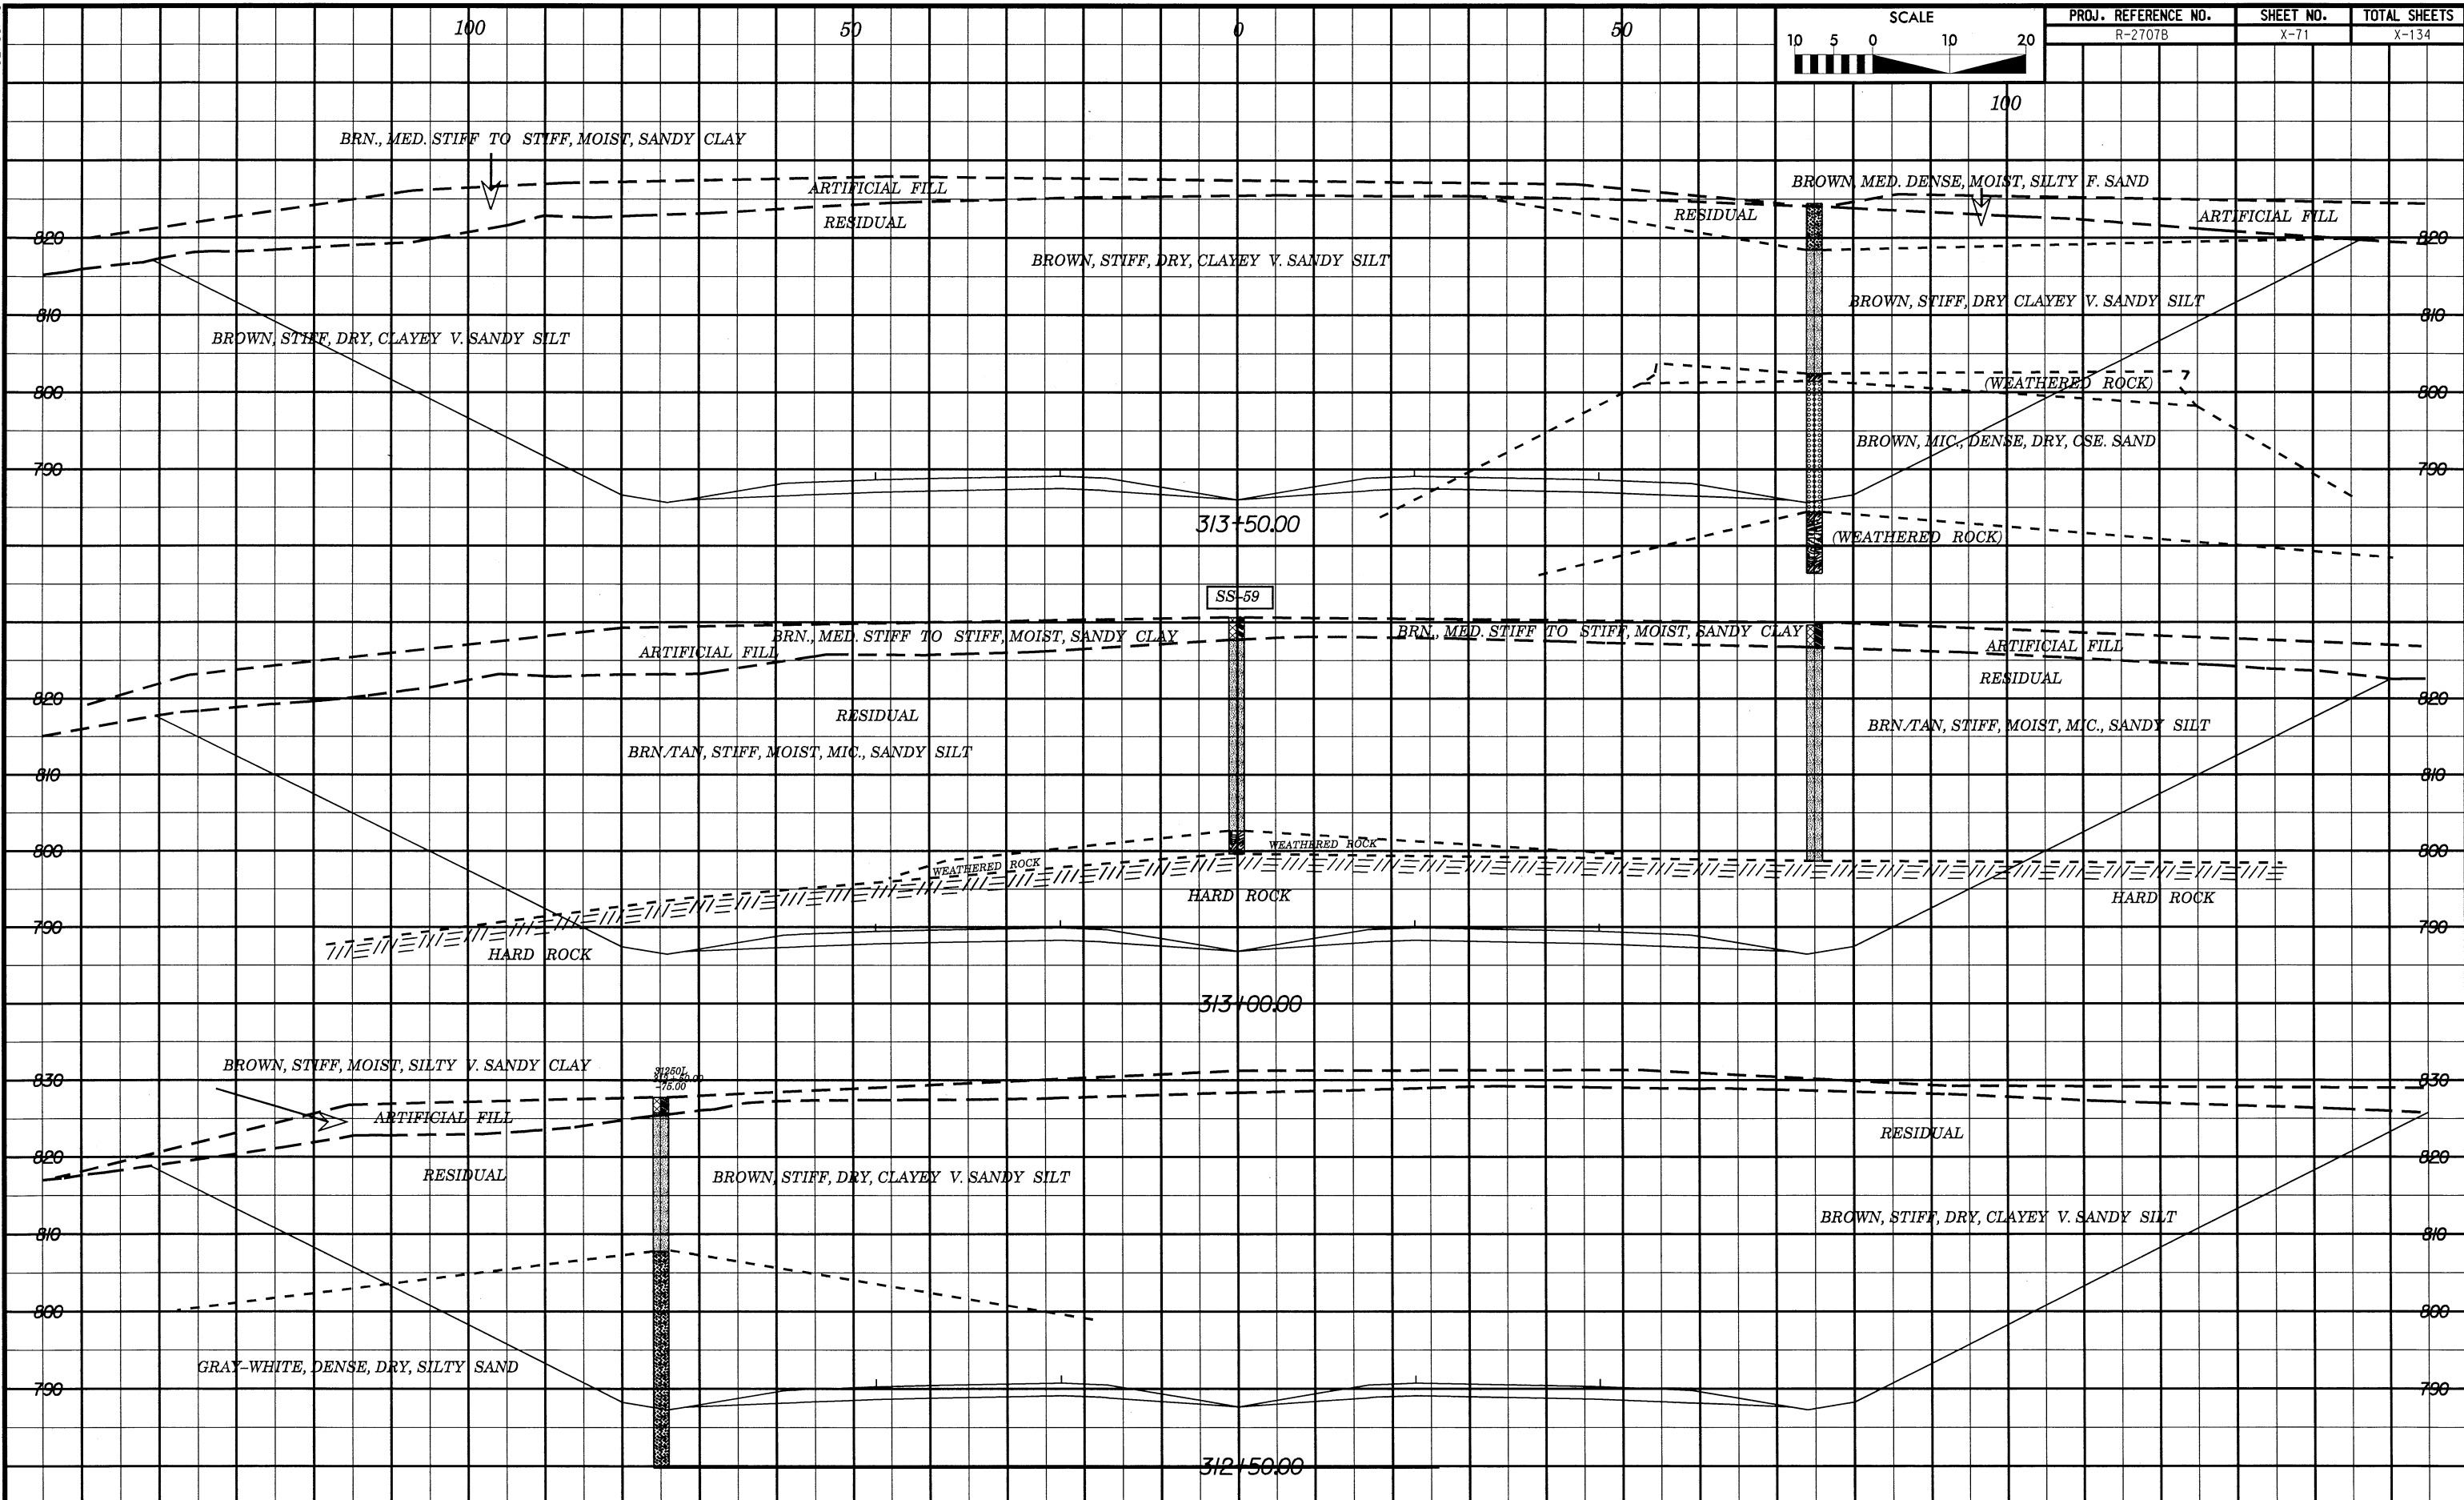 SCALE
10 5 0 10 20
PROJ. REFERENCE NO. SHEET NO. TOTAL SHEETS
R-2707B X-71 X-134
100 50 0 50
100
BRN., MED. STIFF TO STIFF, MOIST, SANDY CLAY
BROWN, MED. DENSE, MOIST, SILTY F. SAND
ARTIFICIAL FILL
RESIDUAL
RESIDUAL
ARTIFICIAL FILL
820 820
BROWN, STIFF, DRY, CLAYEY V. SANDY SILT
BROWN, STIFF, DRY, CLAYEY V. SANDY SILT
810 810
BROWN, STIFF, DRY, CLAYEY V. SANDY SILT
(WEATHERED ROCK)
800 800
BROWN, MIC., DENSE, DRY, CSE. SAND
790 790
313+50.00
(WEATHERED ROCK)
SS-59
BRN., MED. STIFF TO STIFF, MOIST, SANDY CLAY
BRN., MED. STIFF TO STIFF, MOIST, SANDY CLAY
ARTIFICIAL FILL
ARTIFICIAL FILL
RESIDUAL
820 820
RESIDUAL
BRN./TAN, STIFF, MOIST, MIC., SANDY SILT
BRN./TAN, STIFF, MOIST, MIC., SANDY SILT
810 810
800 800
WEATHERED ROCK
WEATHERED ROCK
HARD ROCK
HARD ROCK
790 790
HARD ROCK
313+00.00
BROWN, STIFF, MOIST, SILTY V. SANDY CLAY
31250L
312+50.00
-75.00
830 830
ARTIFICIAL FILL
RESIDUAL
820 820
RESIDUAL
BROWN, STIFF, DRY, CLAYEY V. SANDY SILT
BROWN, STIFF, DRY, CLAYEY V. SANDY SILT
810 810
800 800
GRAY-WHITE, DENSE, DRY, SILTY SAND
790 790
312+50.00